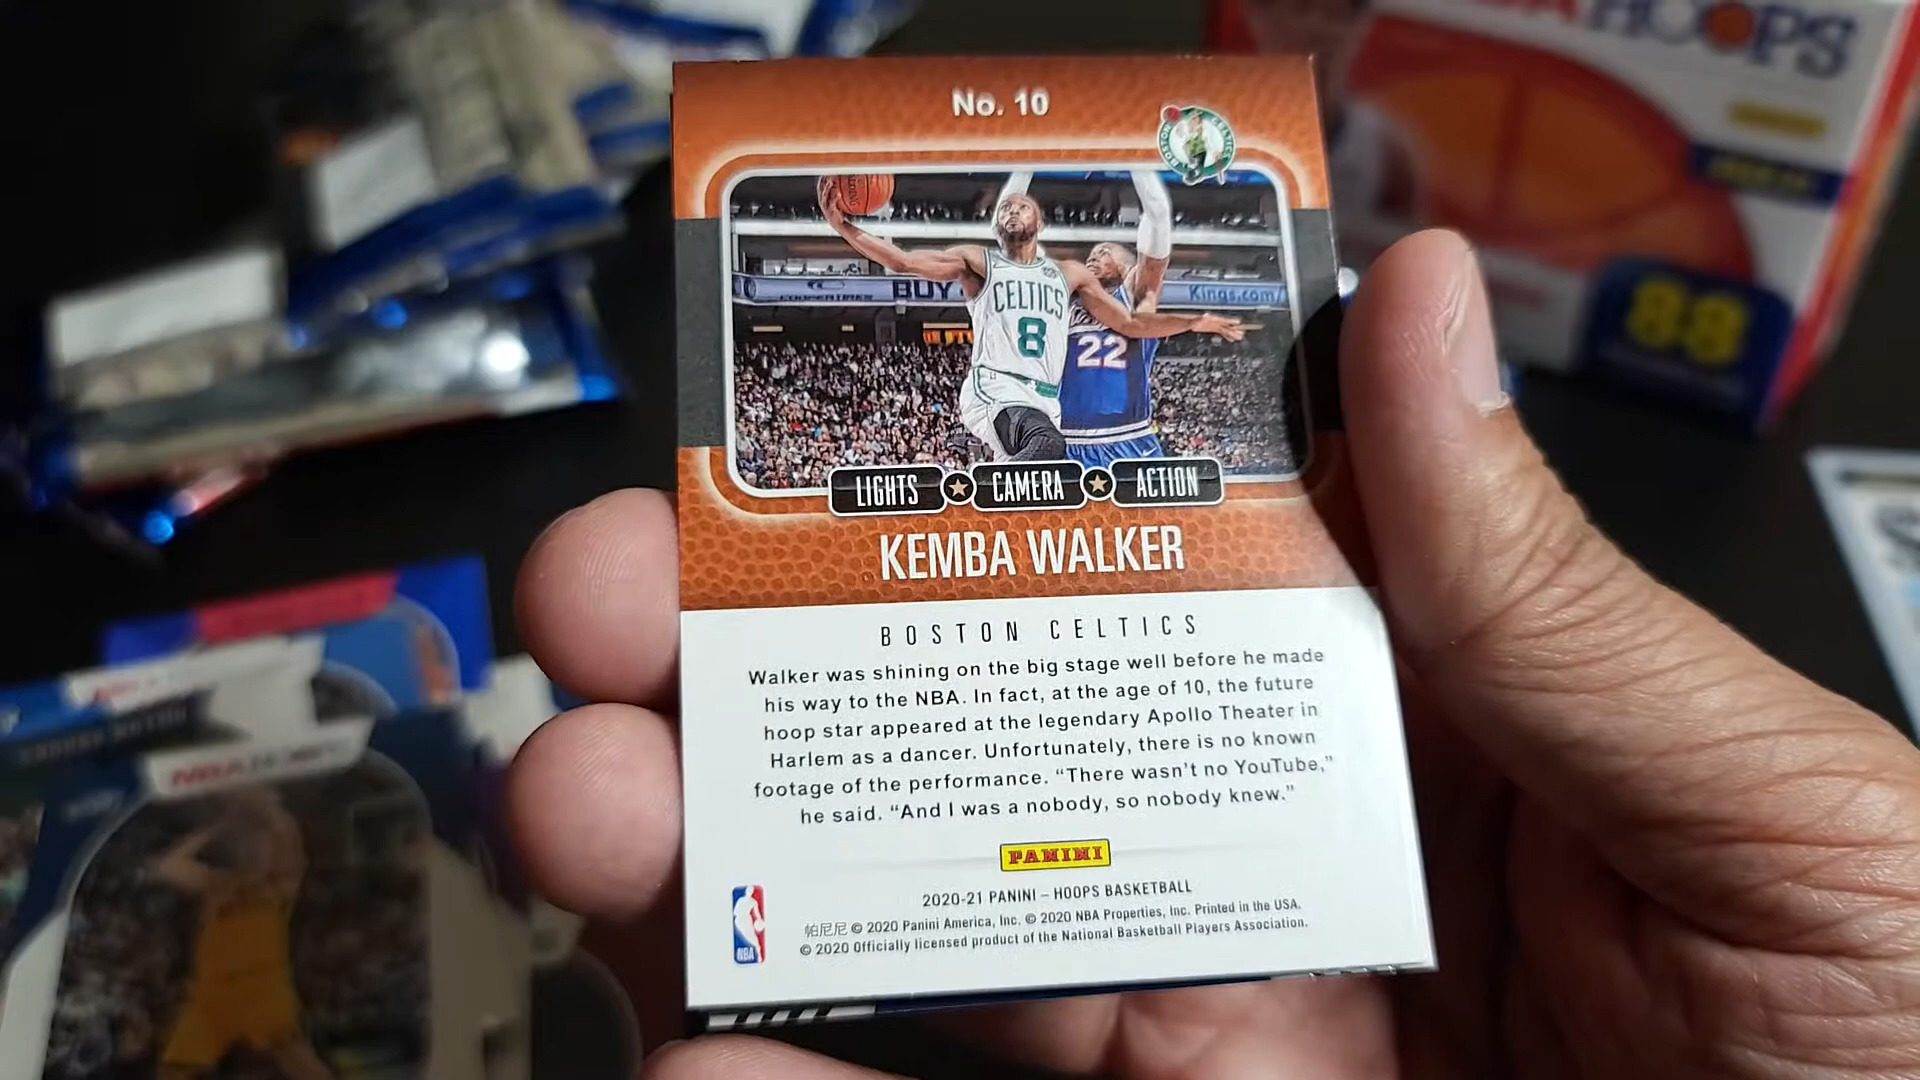 HOOPS
No. 10
BOSTON CELTICS
BUY
Kings.com/
COOPERTIRES
CELTICS
8
22
88
LIGHTS CAMERA ACTION
KEMBA WALKER
BOSTON CELTICS
Walker was shining on the big stage well before he made
his way to the NBA. In fact, at the age of 10, the future
hoop star appeared at the legendary Apollo Theater in
Harlem as a dancer. Unfortunately, there is no known
footage of the performance. “There wasn’t no YouTube,”
he said. “And I was a nobody, so nobody knew.”
PANINI
2020-21 PANINI – HOOPS BASKETBALL
帕尼尼 © 2020 Panini America, Inc. © 2020 NBA Properties, Inc. Printed in the USA.
© 2020 Officially licensed product of the National Basketball Players Association.
NBA
NBA